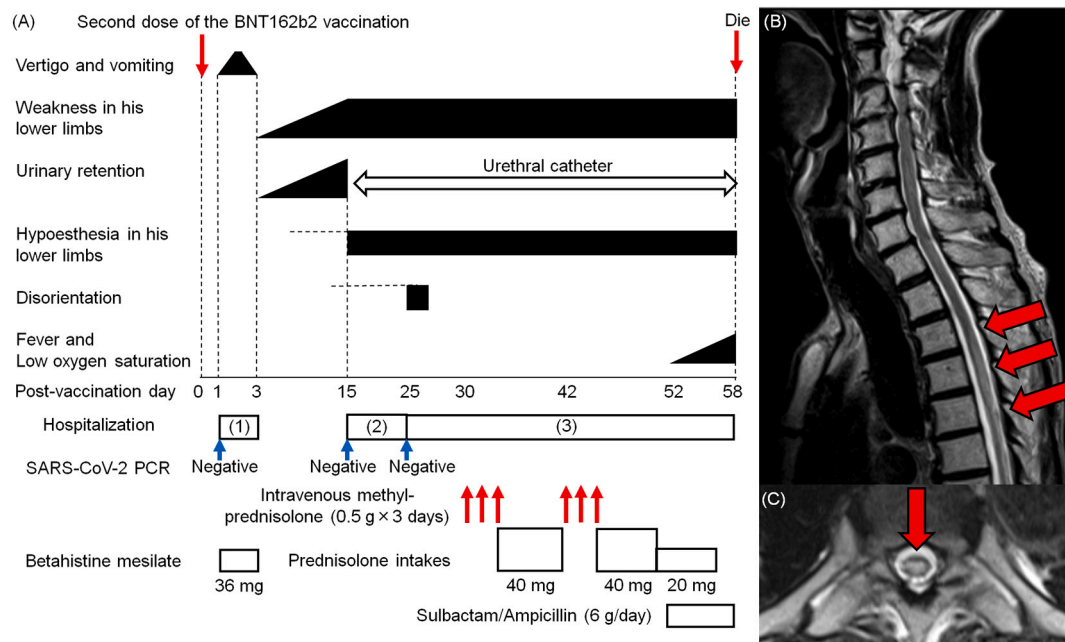 (A)
Second dose of the BNT162b2 vaccination
Die
Vertigo and vomiting
Weakness in his
lower limbs
Urinary retention
Urethral catheter
Hypoesthesia in his
lower limbs
Disorientation
Fever and
Low oxygen saturation
Post-vaccination day 0 1 3 15 25 30 42 52 58
Hospitalization (1) (2) (3)
SARS-CoV-2 PCR Negative Negative Negative
Intravenous methyl-
prednisolone (0.5 g × 3 days)
Betahistine mesilate
36 mg
Prednisolone intakes
40 mg 40 mg 20 mg
Sulbactam/Ampicillin (6 g/day)
(B)
(C)